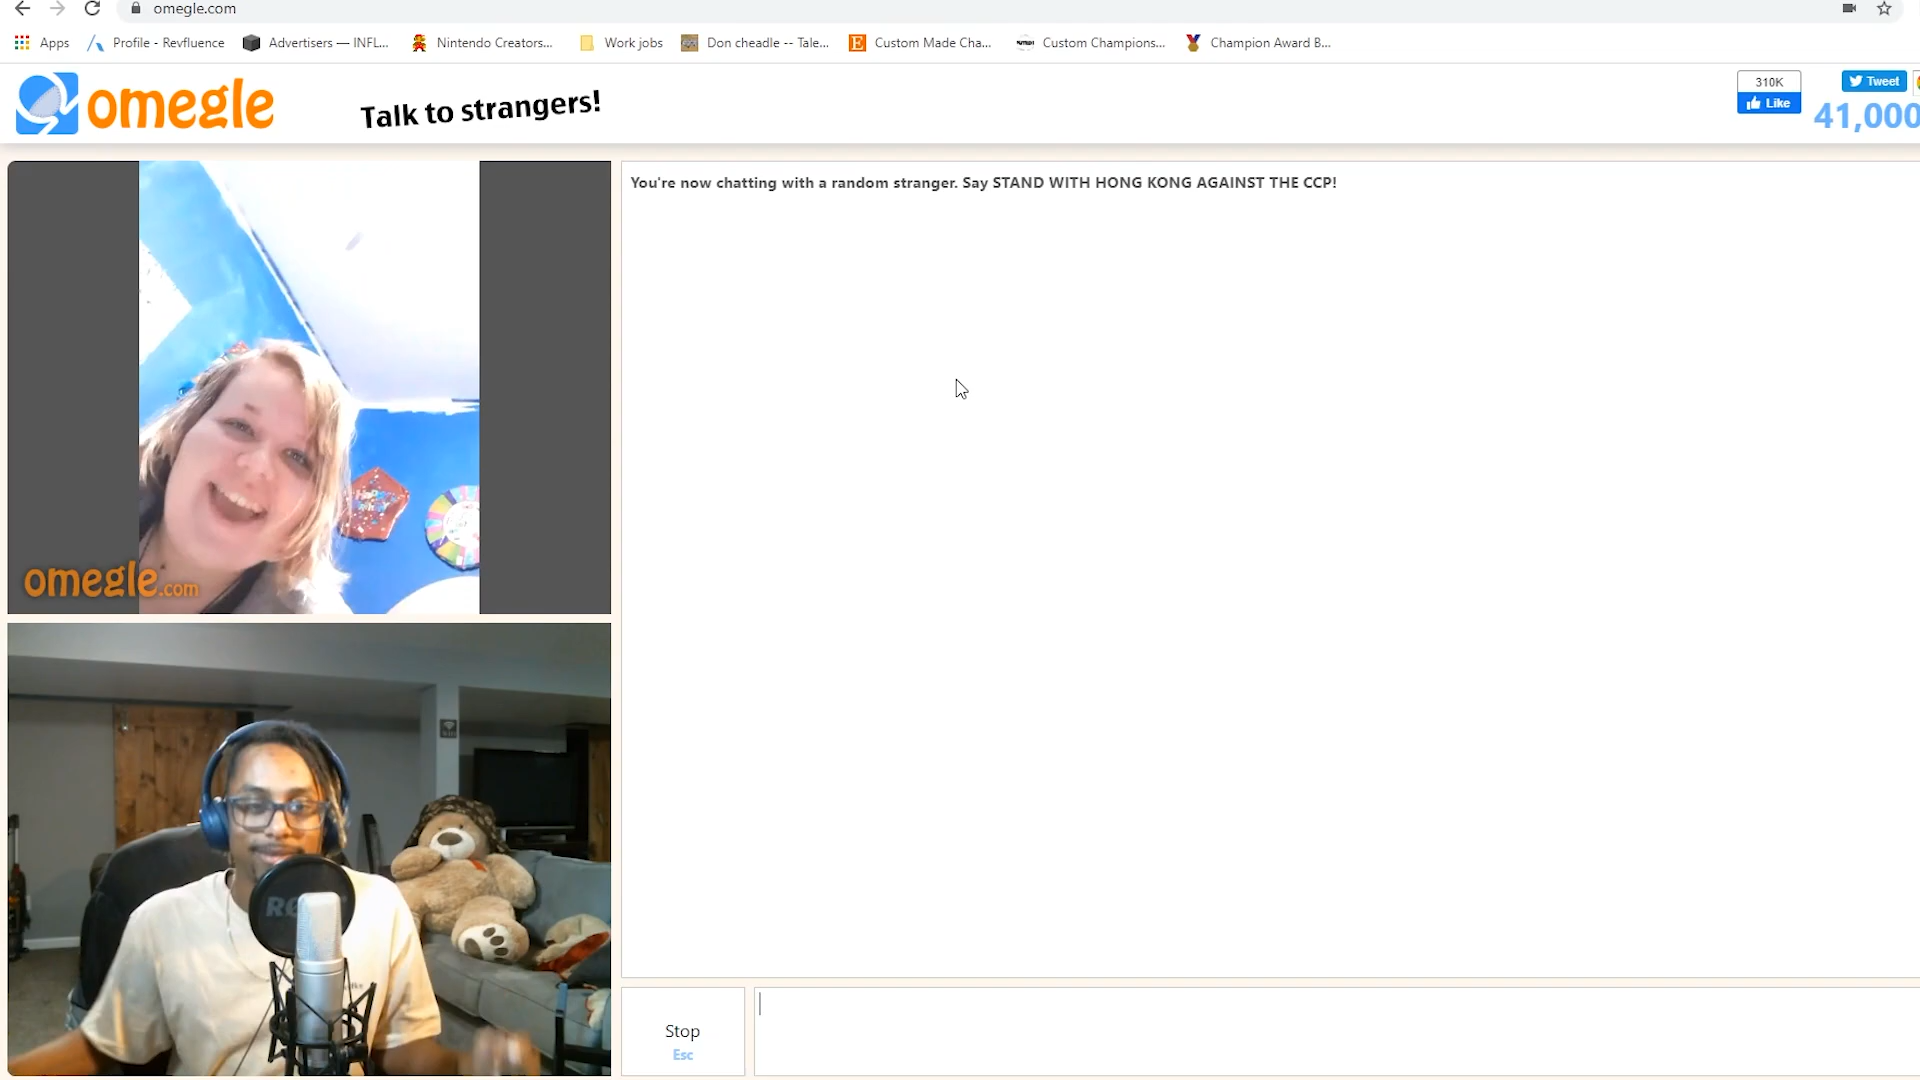 omegle.com
Apps
Profile - Revfluence
Advertisers — INFL...
Nintendo Creators...
Work jobs
Don cheadle -- Tale...
Custom Made Cha...
Custom Champions...
Champion Award B...
omegle
Talk to strangers!
310K
Like
Tweet
41,000
You're now chatting with a random stranger. Say STAND WITH HONG KONG AGAINST THE CCP!
omegle.com
Stop
Esc